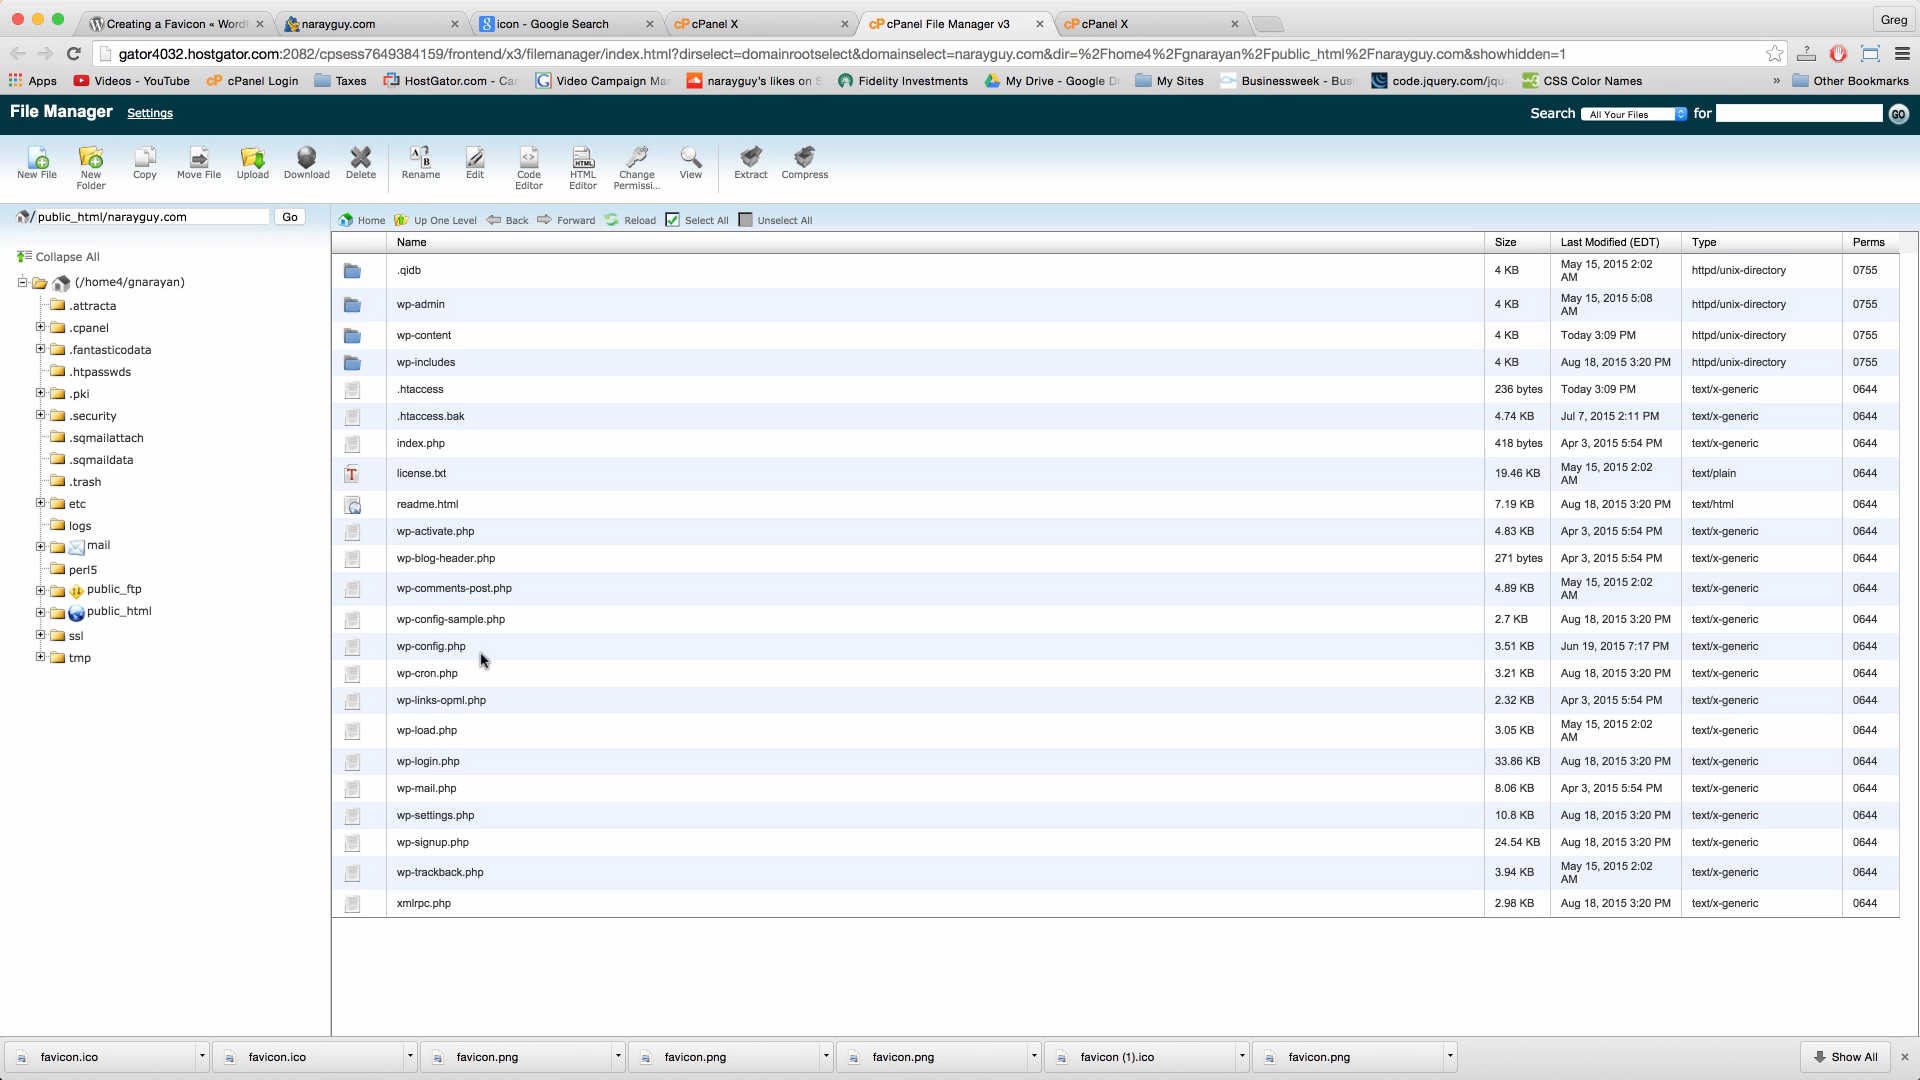 Creating a Favicon « Word
narayguy.com
icon - Google Search
cPanel X
cPanel File Manager v3
cPanel X
Greg
gator4032.hostgator.com:2082/cpsess7649384159/frontend/x3/filemanager/index.html?dirselect=domainrootselect&domainselect=narayguy.com&dir=%2Fhome4%2Fgnarayan%2Fpublic_html%2Fnarayguy.com&showhidden=1
Apps
Videos - YouTube
cPanel Login
Taxes
HostGator.com - Ca
Video Campaign Ma
narayguy's likes on S
Fidelity Investments
My Drive - Google D
My Sites
Businessweek - Bus
code.jquery.com/jqu
CSS Color Names
»
Other Bookmarks
File Manager
Settings
Search
All Your Files
for
GO
New File
New Folder
Copy
Move File
Upload
Download
Delete
Rename
Edit
Code Editor
HTML Editor
Change Permissi...
View
Extract
Compress
/ public_html/narayguy.com
Go
Home
Up One Level
Back
Forward
Reload
Select All
Unselect All
Collapse All
(/home4/gnarayan)
.attracta
.cpanel
.fantasticodata
.htpasswds
.pki
.security
.sqmailattach
.sqmaildata
.trash
etc
logs
mail
perl5
public_ftp
public_html
ssl
tmp
Name Size Last Modified (EDT) Type Perms
.qidb 4 KB May 15, 2015 2:02 AM httpd/unix-directory 0755
wp-admin 4 KB May 15, 2015 5:08 AM httpd/unix-directory 0755
wp-content 4 KB Today 3:09 PM httpd/unix-directory 0755
wp-includes 4 KB Aug 18, 2015 3:20 PM httpd/unix-directory 0755
.htaccess 236 bytes Today 3:09 PM text/x-generic 0644
.htaccess.bak 4.74 KB Jul 7, 2015 2:11 PM text/x-generic 0644
index.php 418 bytes Apr 3, 2015 5:54 PM text/x-generic 0644
license.txt 19.46 KB May 15, 2015 2:02 AM text/plain 0644
readme.html 7.19 KB Aug 18, 2015 3:20 PM text/html 0644
wp-activate.php 4.83 KB Apr 3, 2015 5:54 PM text/x-generic 0644
wp-blog-header.php 271 bytes Apr 3, 2015 5:54 PM text/x-generic 0644
wp-comments-post.php 4.89 KB May 15, 2015 2:02 AM text/x-generic 0644
wp-config-sample.php 2.7 KB Aug 18, 2015 3:20 PM text/x-generic 0644
wp-config.php 3.51 KB Jun 19, 2015 7:17 PM text/x-generic 0644
wp-cron.php 3.21 KB Aug 18, 2015 3:20 PM text/x-generic 0644
wp-links-opml.php 2.32 KB Apr 3, 2015 5:54 PM text/x-generic 0644
wp-load.php 3.05 KB May 15, 2015 2:02 AM text/x-generic 0644
wp-login.php 33.86 KB Aug 18, 2015 3:20 PM text/x-generic 0644
wp-mail.php 8.06 KB Apr 3, 2015 5:54 PM text/x-generic 0644
wp-settings.php 10.8 KB Aug 18, 2015 3:20 PM text/x-generic 0644
wp-signup.php 24.54 KB Aug 18, 2015 3:20 PM text/x-generic 0644
wp-trackback.php 3.94 KB May 15, 2015 2:02 AM text/x-generic 0644
xmlrpc.php 2.98 KB Aug 18, 2015 3:20 PM text/x-generic 0644
favicon.ico
favicon.ico
favicon.png
favicon.png
favicon.png
favicon (1).ico
favicon.png
Show All